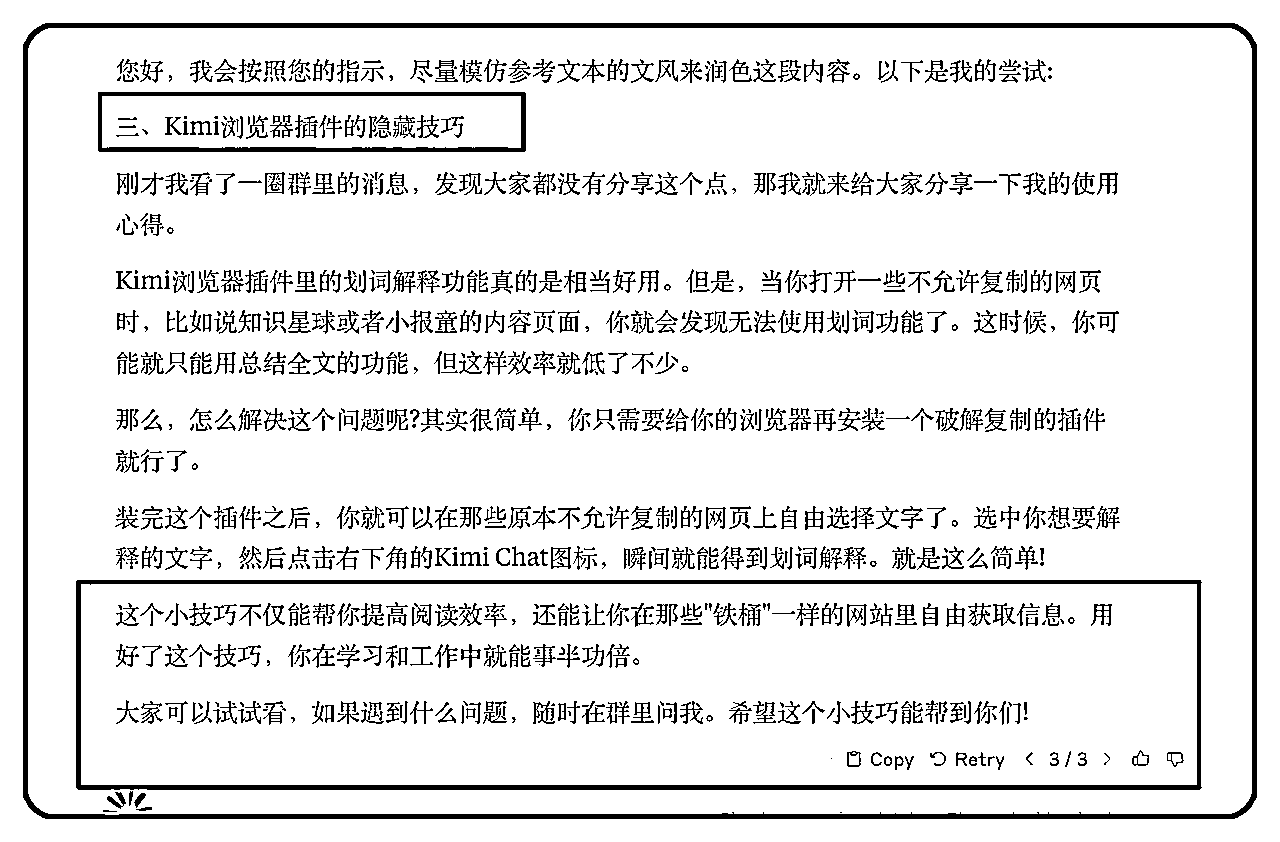 您好，我会按照您的指示，尽量模仿参考文本的文风来润色这段内容。以下是我的尝试:
三、Kimi浏览器插件的隐藏技巧
刚才我看了一圈群里的消息，发现大家都没有分享这个点，那我就来给大家分享一下我的使用
心得。
Kimi浏览器插件里的划词解释功能真的是相当好用。但是，当你打开一些不允许复制的网页
时，比如说知识星球或者小报童的内容页面，你就会发现无法使用划词功能了。这时候，你可
能就只能用总结全文的功能，但这样效率就低了不少。
那么，怎么解决这个问题呢?其实很简单，你只需要给你的浏览器再安装一个破解复制的插件
就行了。
装完这个插件之后，你就可以在那些原本不允许复制的网页上自由选择文字了。选中你想要解
释的文字，然后点击右下角的Kimi Chat图标，瞬间就能得到划词解释。就是这么简单!
这个小技巧不仅能帮你提高阅读效率，还能让你在那些"铁桶"一样的网站里自由获取信息。用
好了这个技巧，你在学习和工作中就能事半功倍。
大家可以试试看，如果遇到什么问题，随时在群里问我。希望这个小技巧能帮到你们!
Copy Retry < 3 / 3 >